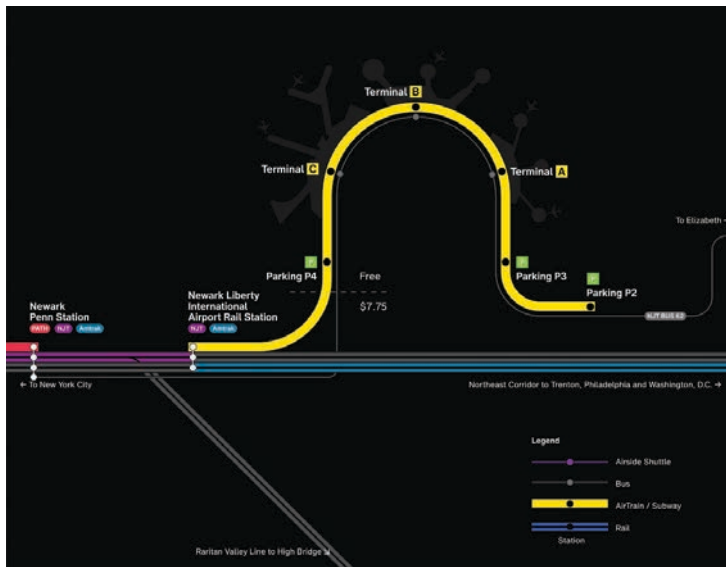 Terminal B
Terminal C
Terminal A
To Elizabeth
P
Parking P4
P
Parking P3
P
Parking P2
Free
$7.75
NJT BUS 62
Newark
Penn Station
PATH NJT Amtrak
Newark Liberty
International
Airport Rail Station
NJT Amtrak
← To New York City
Northeast Corridor to Trenton, Philadelphia and Washington, D.C. →
Legend
Airside Shuttle
Bus
AirTrain / Subway
Rail
Station
Raritan Valley Line to High Bridge ↘